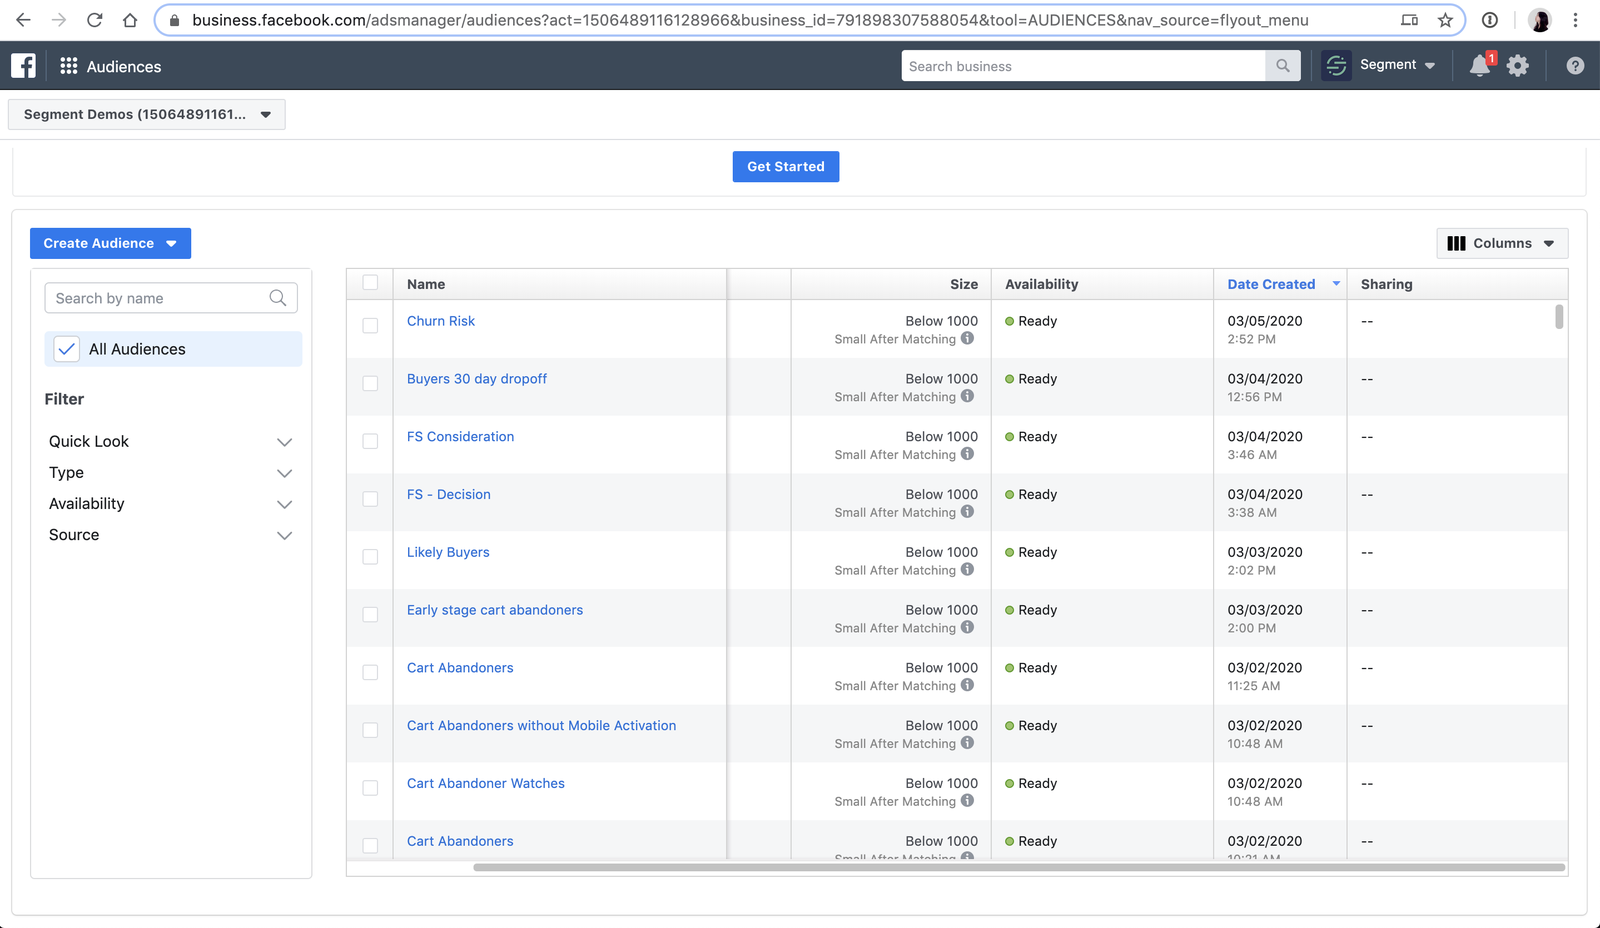 business.facebook.com/adsmanager/audiences?act=1506489116128966&business_id=791898307588054&tool=AUDIENCES&nav_source=flyout_menu
Audiences
Search business
Segment
1
Segment Demos (15064891161...
Get Started
Create Audience
Columns
Search by name
All Audiences
Filter
Quick Look
Type
Availability
Source
Name Size Availability Date Created Sharing
Churn Risk Below 1000 Ready 03/05/2020 --
Small After Matching 2:52 PM
Buyers 30 day dropoff Below 1000 Ready 03/04/2020 --
Small After Matching 12:56 PM
FS Consideration Below 1000 Ready 03/04/2020 --
Small After Matching 3:46 AM
FS - Decision Below 1000 Ready 03/04/2020 --
Small After Matching 3:38 AM
Likely Buyers Below 1000 Ready 03/03/2020 --
Small After Matching 2:02 PM
Early stage cart abandoners Below 1000 Ready 03/03/2020 --
Small After Matching 2:00 PM
Cart Abandoners Below 1000 Ready 03/02/2020 --
Small After Matching 11:25 AM
Cart Abandoners without Mobile Activation Below 1000 Ready 03/02/2020 --
Small After Matching 10:48 AM
Cart Abandoner Watches Below 1000 Ready 03/02/2020 --
Small After Matching 10:48 AM
Cart Abandoners Below 1000 Ready 03/02/2020 --
Small After Matching 10:21 AM